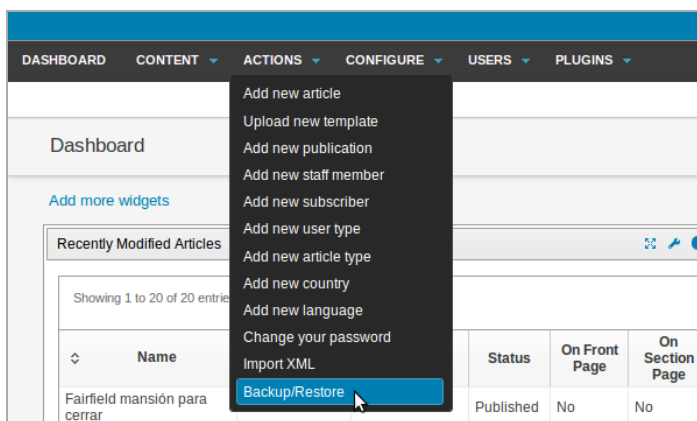 DASHBOARD CONTENT ACTIONS CONFIGURE USERS PLUGINS
Add new article
Upload new template
Add new publication
Add new staff member
Add new subscriber
Add new user type
Add new article type
Add new country
Add new language
Change your password
Import XML
Backup/Restore
Dashboard
Add more widgets
Recently Modified Articles
Showing 1 to 20 of 20 entrie
Name Status On Front Page On Section Page
Fairfield mansión para
cerrar
Published No No